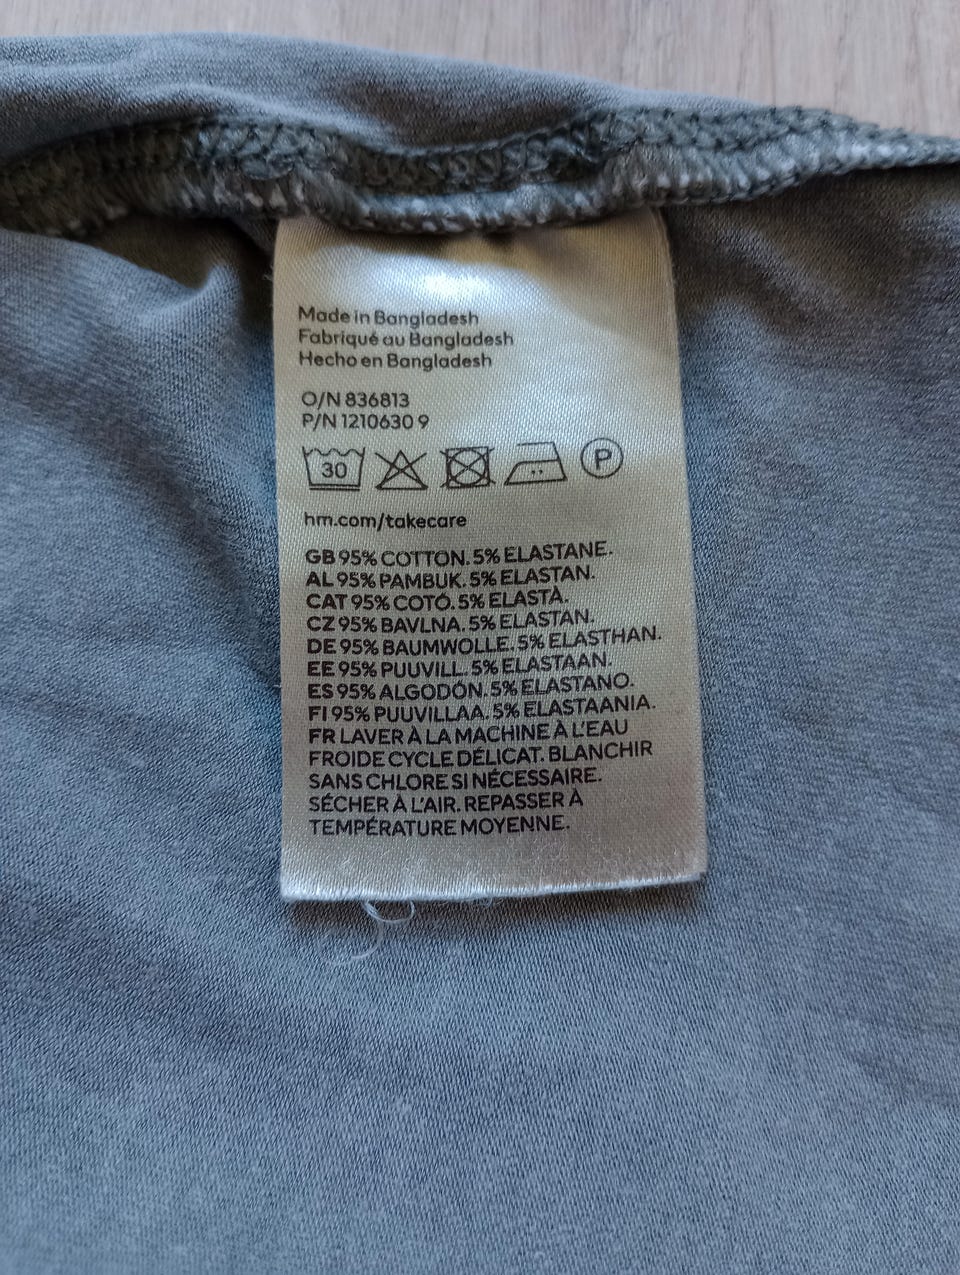 Made in Bangladesh
Fabriqué au Bangladesh
Hecho en Bangladesh
O/N 836813
P/N 1210630 9
30 P
hm.com/takecare
GB 95% COTTON. 5% ELASTANE.
AL 95% PAMBUK. 5% ELASTAN.
CAT 95% COTÓ. 5% ELASTÀ.
CZ 95% BAVLNA. 5% ELASTAN.
DE 95% BAUMWOLLE. 5% ELASTHAN.
EE 95% PUUVILL. 5% ELASTAAN.
ES 95% ALGODÓN. 5% ELASTANO.
FI 95% PUUVILLAA. 5% ELASTAANIA.
FR LAVER À LA MACHINE À L'EAU
FROIDE CYCLE DÉLICAT. BLANCHIR
SANS CHLORE SI NÉCESSAIRE.
SÉCHER À L'AIR. REPASSER À
TEMPÉRATURE MOYENNE.